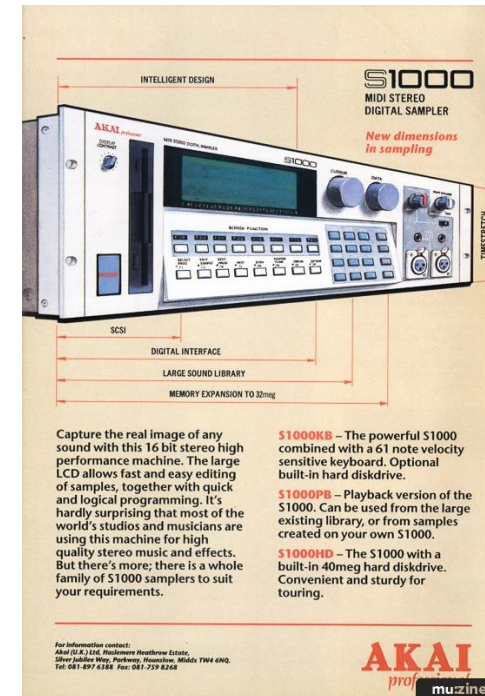 INTELLIGENT DESIGN
S1000
MIDI STEREO
DIGITAL SAMPLER
New dimensions
in sampling
AKAI professional
MIDI STEREO DIGITAL SAMPLER
S1000
DISPLAY
CONTRAST
CURSOR
DATA
SCREEN FUNCTION
TIMESTRETCH
SCSI
DIGITAL INTERFACE
LARGE SOUND LIBRARY
MEMORY EXPANSION TO 32meg
Capture the real image of any
sound with this 16 bit stereo high
performance machine. The large
LCD allows fast and easy editing
of samples, together with quick
and logical programming. It's
hardly surprising that most of the
world's studios and musicians are
using this machine for high
quality stereo music and effects.
But there's more; there is a whole
family of S1000 samplers to suit
your requirements.
S1000KB – The powerful S1000
combined with a 61 note velocity
sensitive keyboard. Optional
built-in hard diskdrive.
S1000PB – Playback version of the
S1000. Can be used from the large
existing library, or from samples
created on your own S1000.
S1000HD – The S1000 with a
built-in 40meg hard diskdrive.
Convenient and sturdy for
touring.
For information contact:
Akai (U.K.) Ltd, Haslemere Heathrow Estate,
Silver Jubilee Way, Parkway, Hounslow, Middx TW4 6NQ.
Tel: 081-897 6388 Fax: 081-759 8268
AKAI
professional
mu:zines